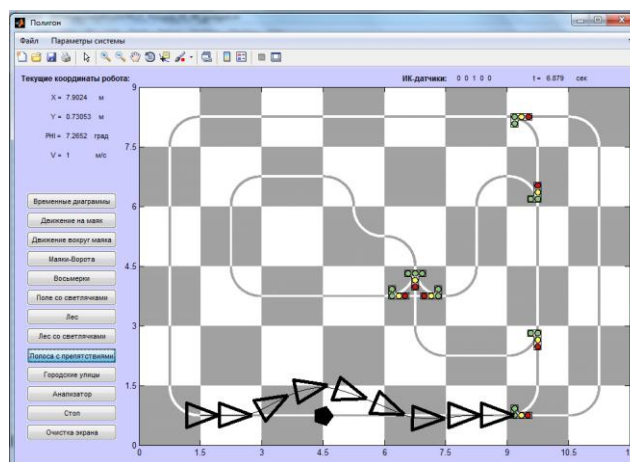 Полигон
Файл Параметры системы
Текущие координаты робота:
ИК-датчики: 0 0 1 0 0 t = 6.879 сек
X = 7.9024 м
Y = 0.73053 м
PHI = 7.2652 град
V = 1 м/с
Временные диаграммы
Движение на маяк
Движение вокруг маяка
Маяки-Ворота
Восьмерки
Поле со светлячками
Лес
Лес со светлячками
Полоса с препятствиями
Городские улицы
Анализатор
Стоп
Очистка экрана
9
7.5
6
4.5
3
1.5
0
0 1.5 3 4.5 6 7.5 9 10.5